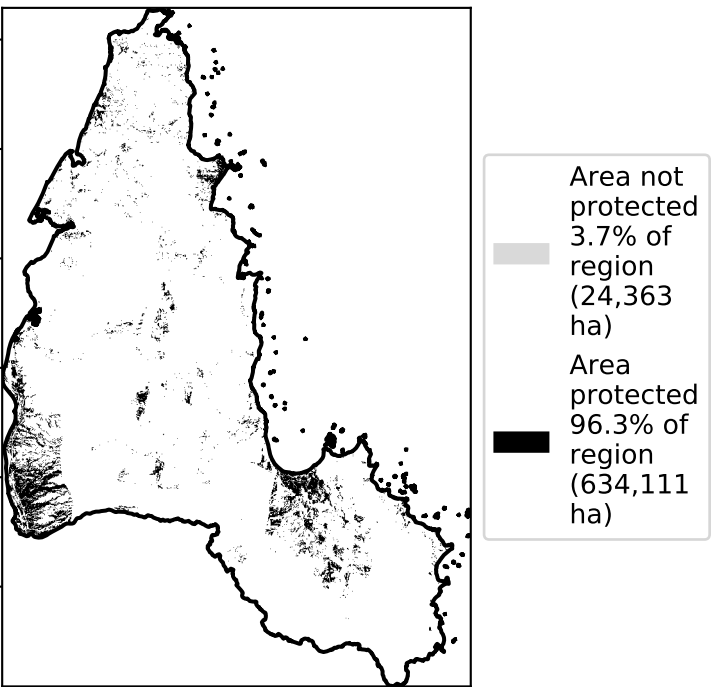 Area not
protected
3.7% of
region
(24,363
ha)
Area
protected
96.3% of
region
(634,111
ha)